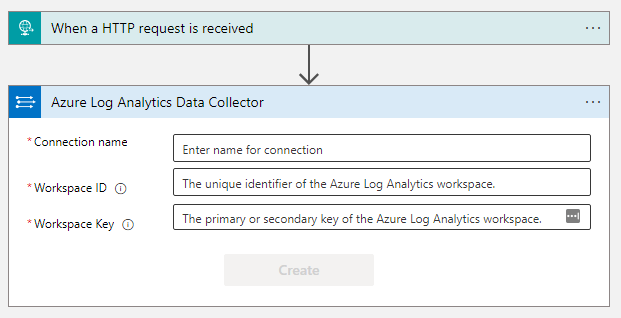 When a HTTP request is received
Azure Log Analytics Data Collector
*Connection name
Enter name for connection
*Workspace ID
The unique identifier of the Azure Log Analytics workspace.
*Workspace Key
The primary or secondary key of the Azure Log Analytics workspace.
Create